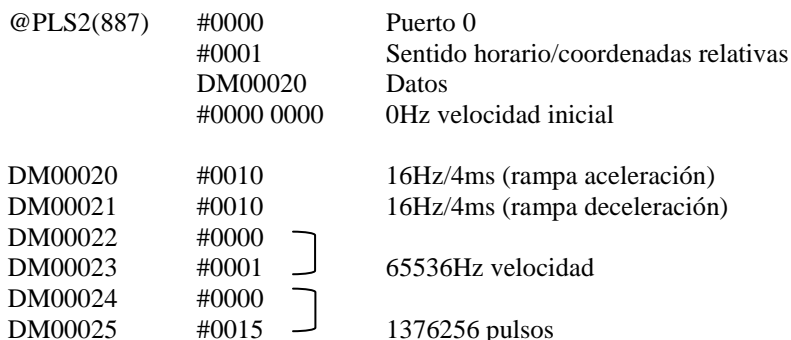 @PLS2(887) #0000 Puerto 0
#0001 Sentido horario/coordenadas relativas
DM00020 Datos
#0000 0000 0Hz velocidad inicial
DM00020 #0010 16Hz/4ms (rampa aceleración)
DM00021 #0010 16Hz/4ms (rampa deceleración)
DM00022 #0000
DM00023 #0001 65536Hz velocidad
DM00024 #0000
DM00025 #0015 1376256 pulsos